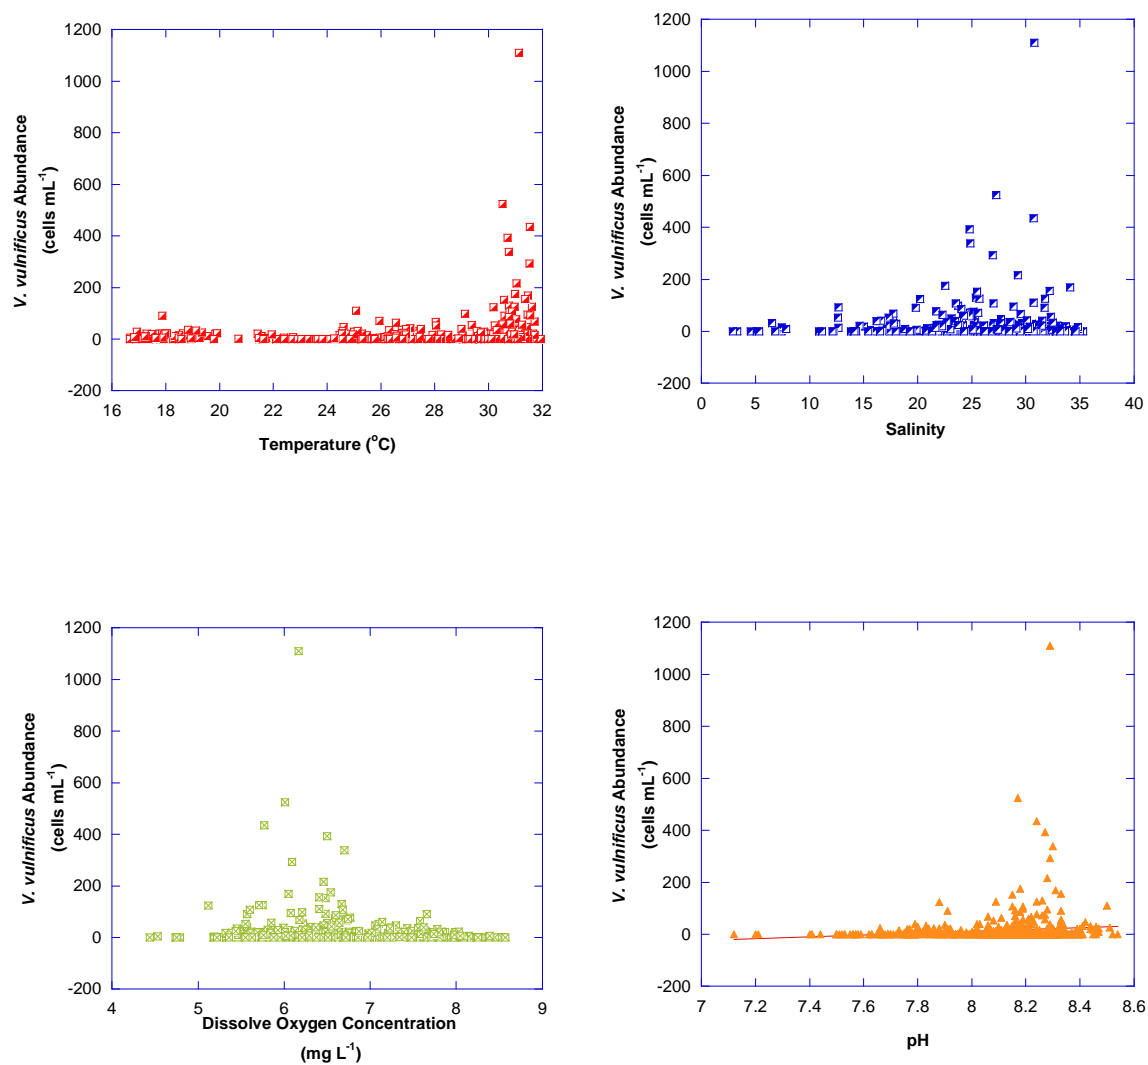 1200
1000
800
600
400
200
0
-200
V. vulnificus Abundance
(cells mL-1)
16 18 20 22 24 26 28 30 32
Temperature (oC)
1200
1000
800
600
400
200
0
-200
V. vulnificus Abundance
(cells mL-1)
0 5 10 15 20 25 30 35 40
Salinity
1200
1000
800
600
400
200
0
-200
V. vulnificus Abundance
(cells mL-1)
4 5 6 7 8 9
Dissolve Oxygen Concentration
(mg L-1)
1200
1000
800
600
400
200
0
-200
V. vulnificus Abundance
(cells mL-1)
7 7.2 7.4 7.6 7.8 8 8.2 8.4 8.6
pH